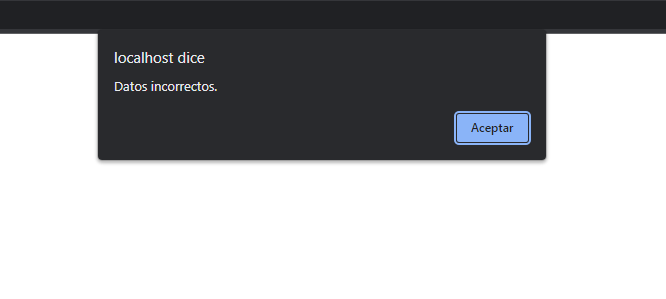 localhost dice
Datos incorrectos.
Aceptar